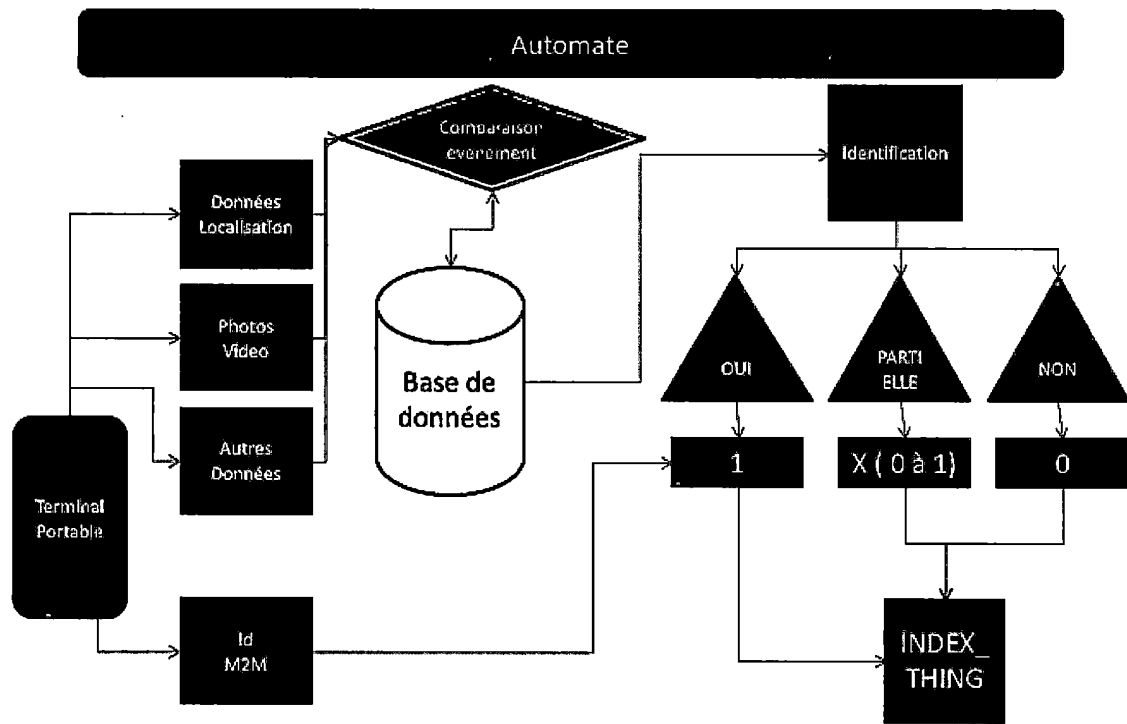 Automate
Comparaison
evenement
Identification
Données
Localisation
Photos
Video
Base de
données
OUI
PARTI
ELLE
NON
Autres
Données
1
X ( 0 à 1)
0
Terminal
Portable
Id
M2M
INDEX_
THING